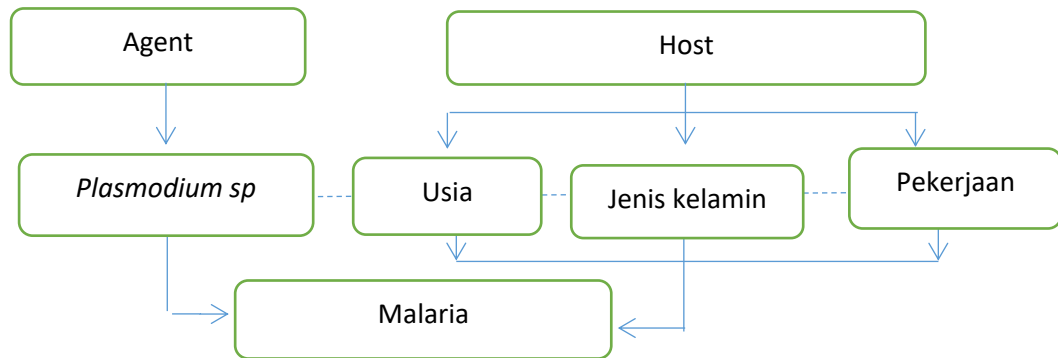 Agent
Host
Plasmodium sp
Usia
Jenis kelamin
Pekerjaan
Malaria